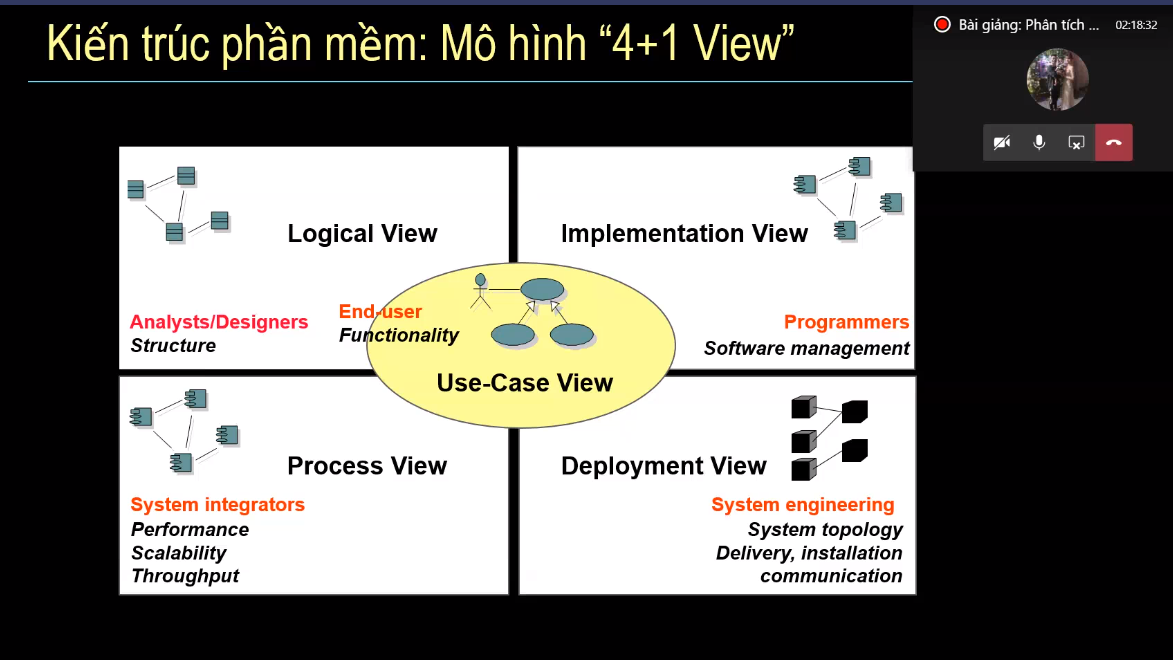 Kiến trúc phần mềm: Mô hình “4+1 View”
Bài giảng: Phân tích ...
02:18:32
Logical View
Analysts/Designers
Structure
Implementation View
Programmers
Software management
End-user
Functionality
Use-Case View
Process View
System integrators
Performance
Scalability
Throughput
Deployment View
System engineering
System topology
Delivery, installation
communication